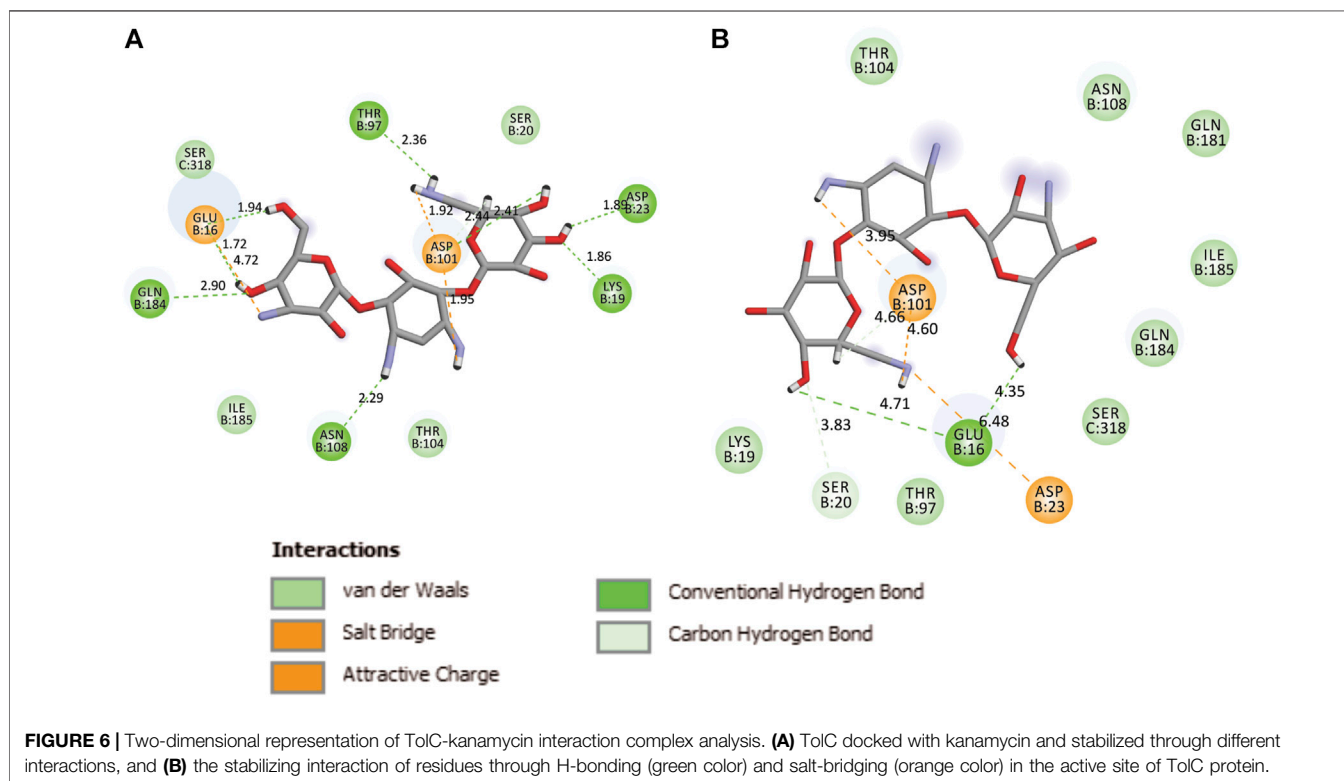 A
THR
B:97
SER
B:20
2.36
SER
C:318
ASP
B:23
1.94
1.92
2.44
2.41
1.89
GLU
B:16
1.72
4.72
ASP
B:101
1.86
GLN
B:184
2.90
1.95
LYS
B:19
2.29
ILE
B:185
ASN
B:108
THR
B:104
B
THR
B:104
ASN
B:108
GLN
B:181
3.95
ILE
B:185
ASP
B:101
4.66
4.60
GLN
B:184
4.71
4.35
3.83
6.48
SER
C:318
LYS
B:19
GLU
B:16
SER
B:20
THR
B:97
ASP
B:23
Interactions
van der Waals
Salt Bridge
Attractive Charge
Conventional Hydrogen Bond
Carbon Hydrogen Bond
FIGURE 6 | Two-dimensional representation of TolC-kanamycin interaction complex analysis. (A) TolC docked with kanamycin and stabilized through different
interactions, and (B) the stabilizing interaction of residues through H-bonding (green color) and salt-bridging (orange color) in the active site of TolC protein.